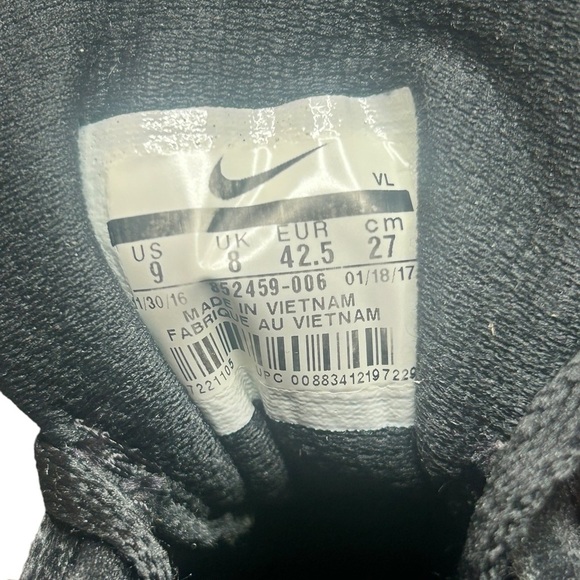 VL
US UK EUR cm
9 8 42.5 27
11/30/16 852459-006 01/18/17
MADE IN VIETNAM
FABRIQUE AU VIETNAM
7221105 UPC 00883412197229